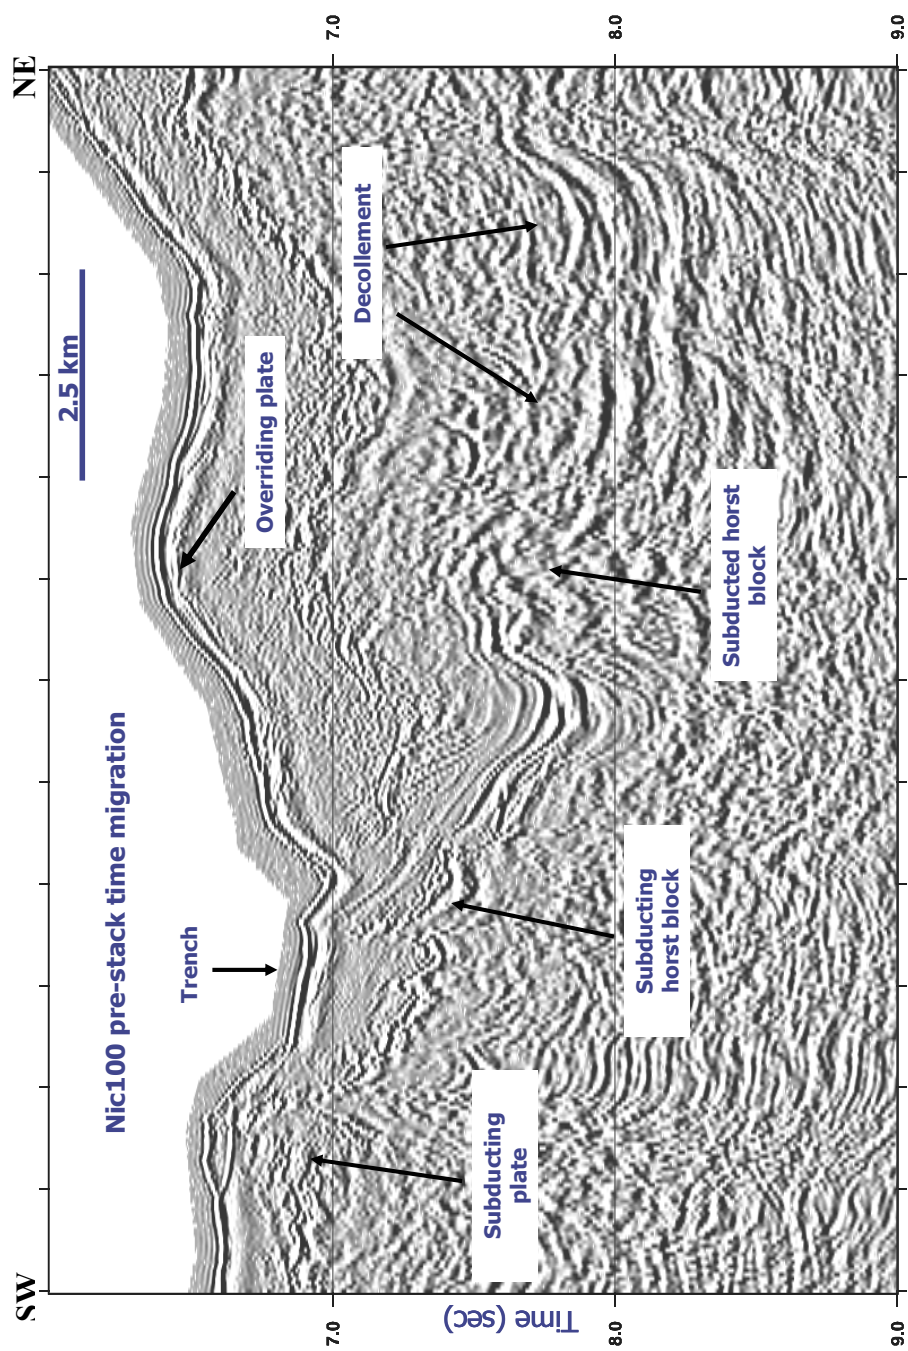 SW
NE
Nic100 pre-stack time migration
2.5 km
Trench
Overriding plate
Decollement
7.0
7.0
Subducting
plate
Subducting
horst block
Subducted horst
block
Time (sec)
8.0
8.0
9.0
9.0